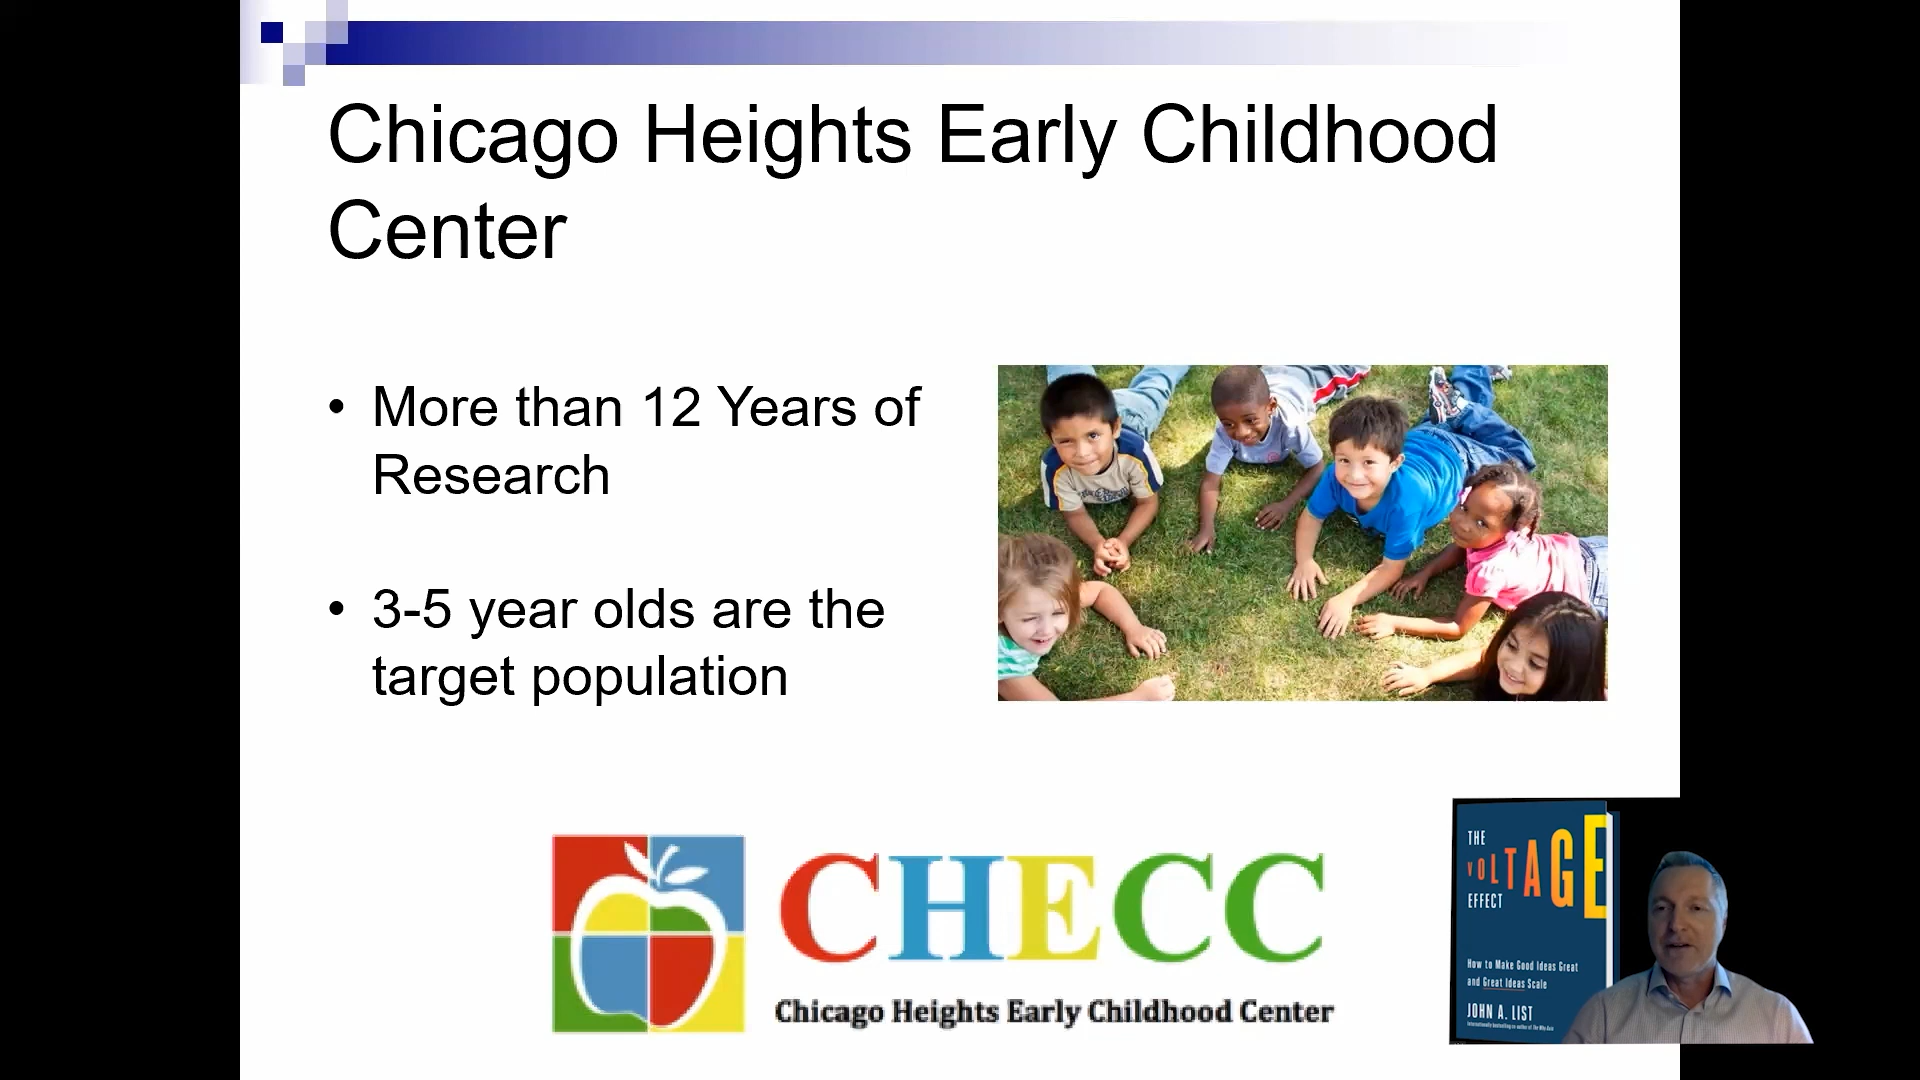 Chicago Heights Early Childhood
Center
• More than 12 Years of
Research
• 3-5 year olds are the
target population
CHECC
Chicago Heights Early Childhood Center
THE
VOLTAGE
EFFECT
How to Make Good Ideas Great
and Great Ideas Scale
JOHN A. LIST